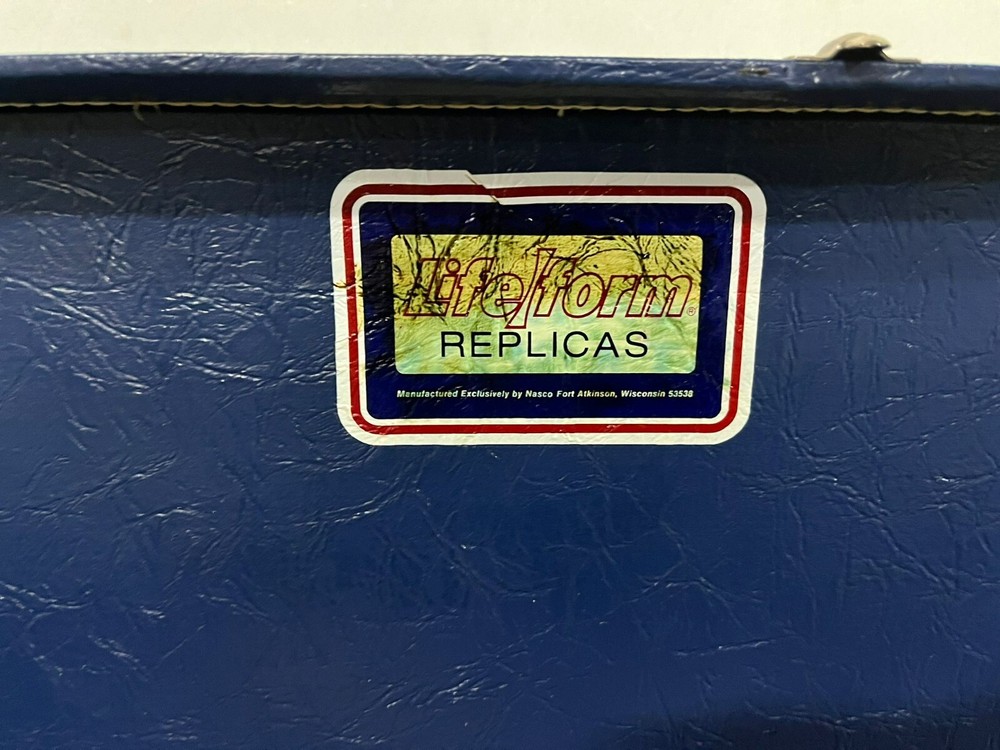 Life/form®
REPLICAS
Manufactured Exclusively by Nasco Fort Atkinson, Wisconsin 53538